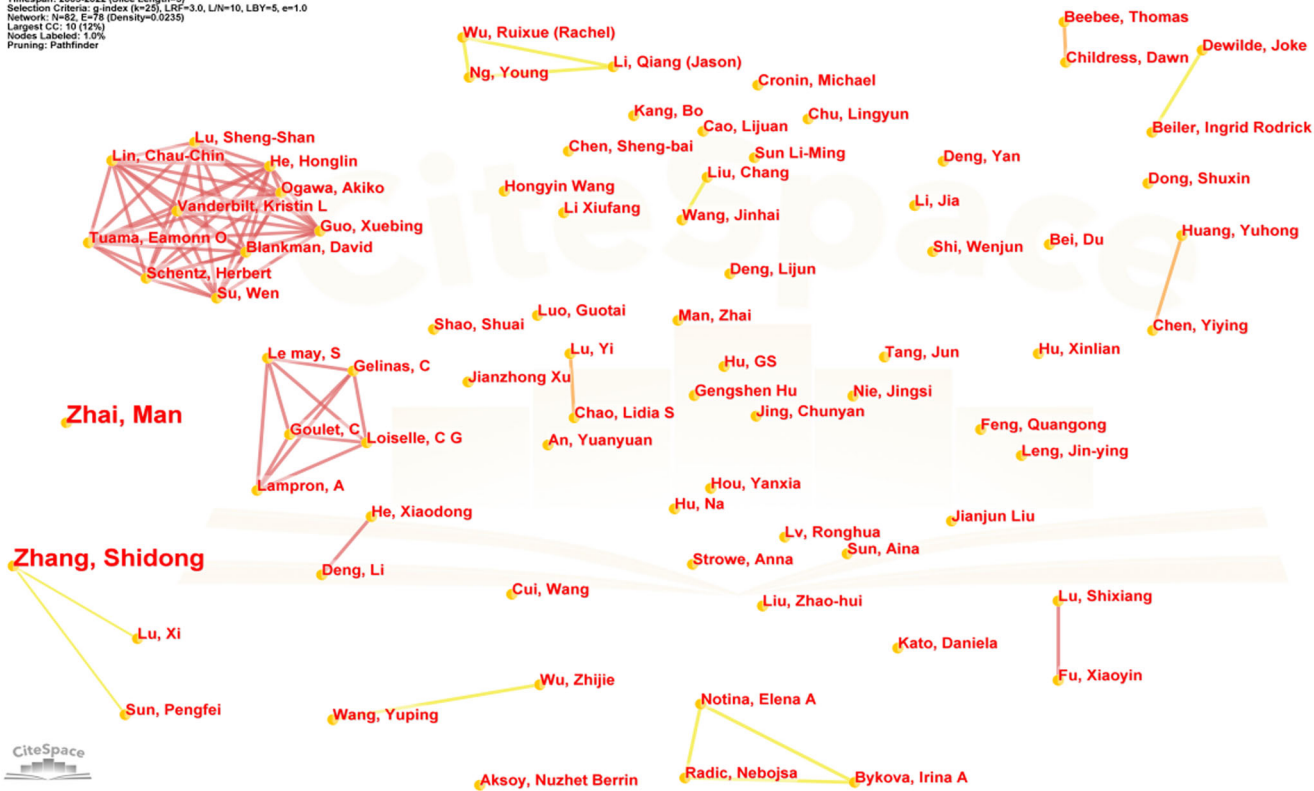 Selection Criteria: g-index (k=25), LRF=3.0, L/N=10, LBY=5, e=1.0
Network: N=82, E=78 (Density=0.0235)
Largest CC: 10 (12%)
Nodes Labeled: 1.0%
Pruning: Pathfinder
Beebee, Thomas
Wu, Ruixue (Rachel)
Dewilde, Joke
Childress, Dawn
Li, Qiang (Jason)
Ng, Young
Cronin, Michael
Kang, Bo
Chu, Lingyun
Cao, Lijuan
Beiler, Ingrid Rodrick
Lu, Sheng-Shan
Chen, Sheng-bai
Sun Li-Ming
Lin, Chau-Chin
Deng, Yan
He, Honglin
Liu, Chang
Dong, Shuxin
Ogawa, Akiko
Hongyin Wang
Li, Jia
Vanderbilt, Kristin L
Li Xiufang
Wang, Jinhai
Guo, Xuebing
Huang, Yuhong
Tuama, Eamonn O
Bei, Du
Blankman, David
Shi, Wenjun
Deng, Lijun
Schentz, Herbert
Su, Wen
Luo, Guotai
Man, Zhai
Shao, Shuai
Chen, Yiying
Lu, Yi
Hu, Xinlian
Le may, S
Tang, Jun
Hu, GS
Gelinas, C
Jianzhong Xu
Gengshen Hu
Nie, Jingsi
Chao, Lidia S
Jing, Chunyan
Zhai, Man
Feng, Quangong
Goulet, C
Loiselle, C G
An, Yuanyuan
Leng, Jin-ying
Hou, Yanxia
Lampron, A
Hu, Na
He, Xiaodong
Jianjun Liu
Lv, Ronghua
Sun, Aina
Zhang, Shidong
Strowe, Anna
Deng, Li
Cui, Wang
Lu, Shixiang
Liu, Zhao-hui
Lu, Xi
Kato, Daniela
Fu, Xiaoyin
Wu, Zhijie
Notina, Elena A
Sun, Pengfei
Wang, Yuping
CiteSpace
Radic, Nebojsa
Bykova, Irina A
Aksoy, Nuzhet Berrin
CiteSpace